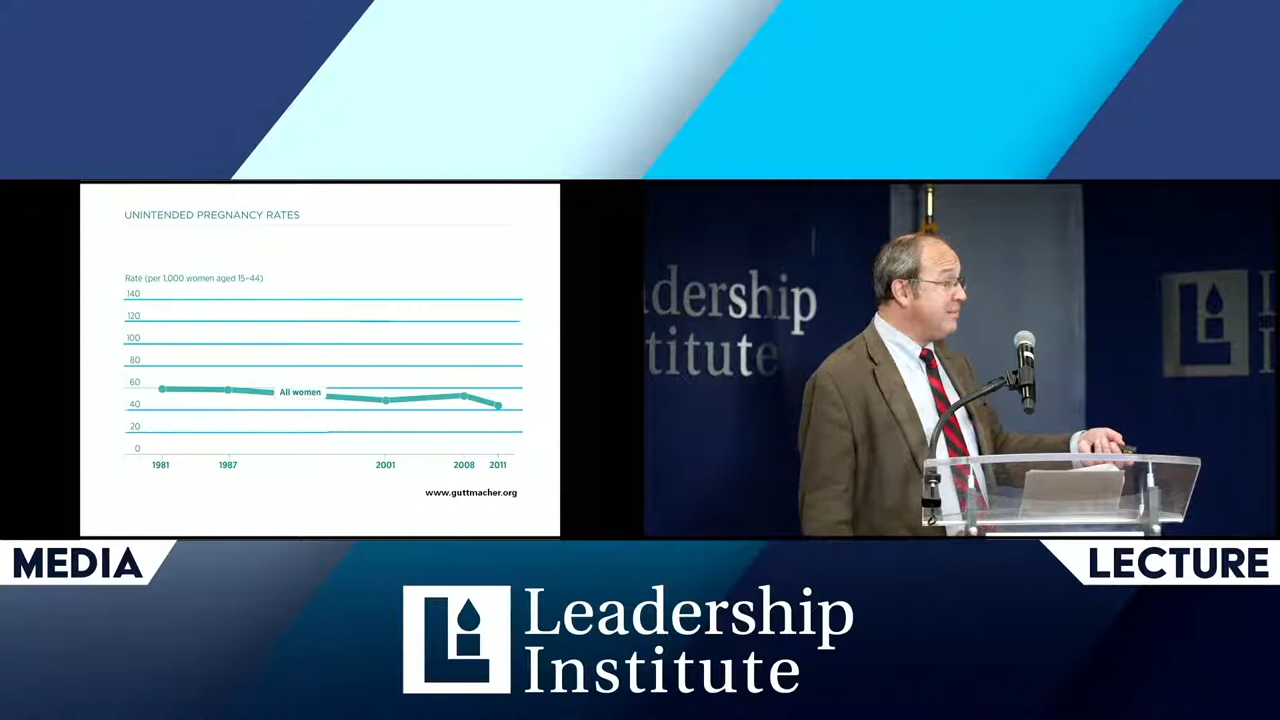 UNINTENDED PREGNANCY RATES
Rate (per 1,000 women aged 15–44)
140
120
100
80
60
All women
40
20
0
1981 1987 2001 2008 2011
www.guttmacher.org
dership
titute
MEDIA
LECTURE
Leadership
Institute